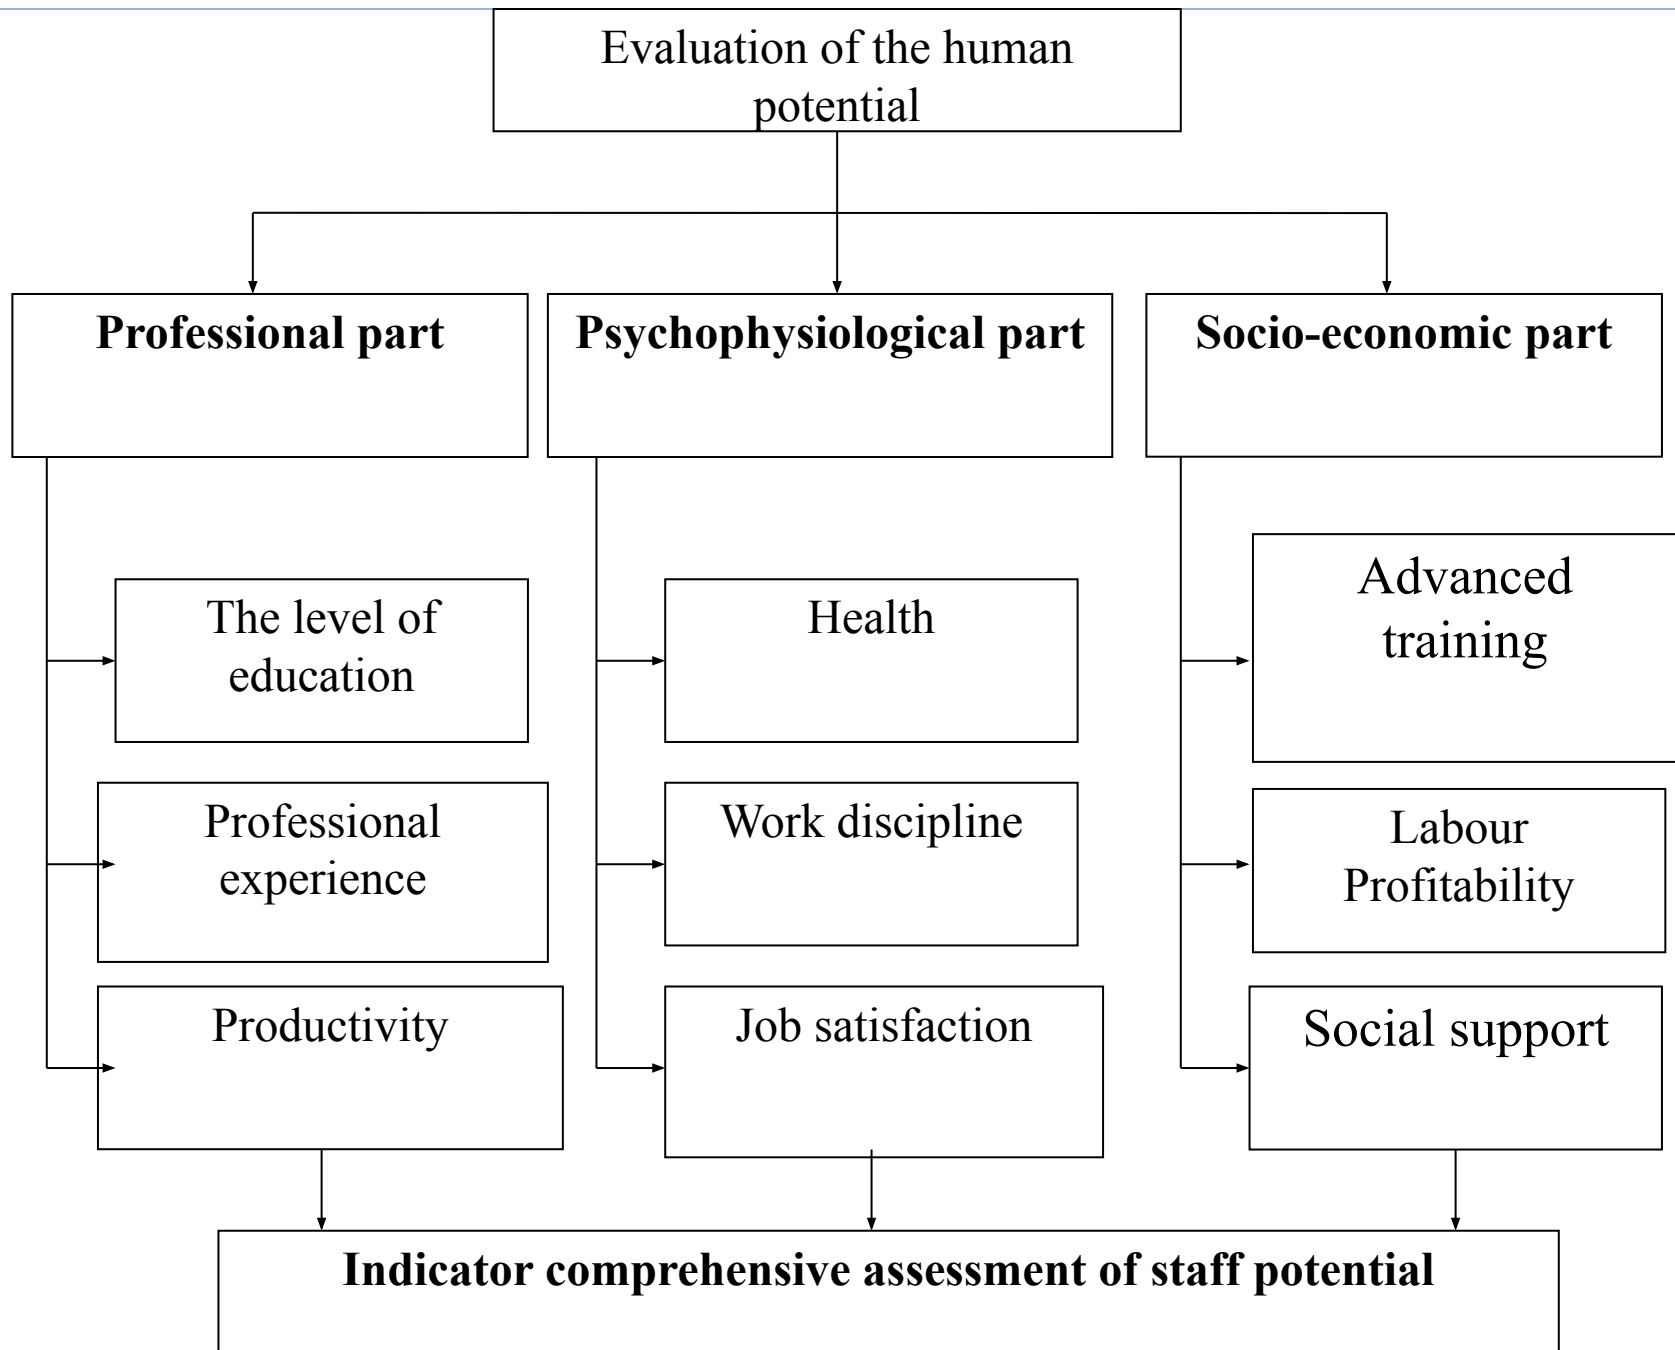 Evaluation of the human
potential
Professional part
Psychophysiological part
Socio-economic part
The level of
education
Health
Advanced
training
Professional
experience
Work discipline
Labour
Profitability
Productivity
Job satisfaction
Social support
Indicator comprehensive assessment of staff potential